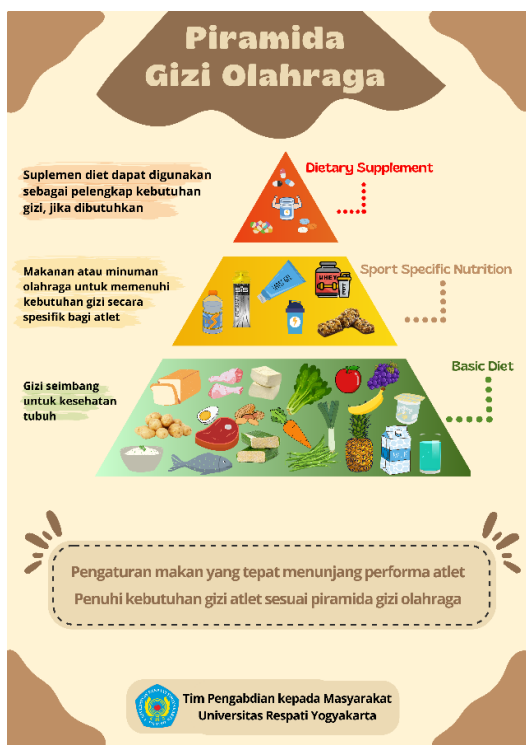 Piramida
Gizi Olahraga
Suplemen diet dapat digunakan
sebagai pelengkap kebutuhan
gizi, jika dibutuhkan
Dietary Supplement
Makanan atau minuman
olahraga untuk memenuhi
kebutuhan gizi secara
spesifik bagi atlet
Sport Specific Nutrition
WHEY
Gizi seimbang
untuk kesehatan
tubuh
Basic Diet
Pengaturan makan yang tepat menunjang performa atlet
Penuhi kebutuhan gizi atlet sesuai piramida gizi olahraga
Tim Pengabdian kepada Masyarakat
Universitas Respati Yogyakarta